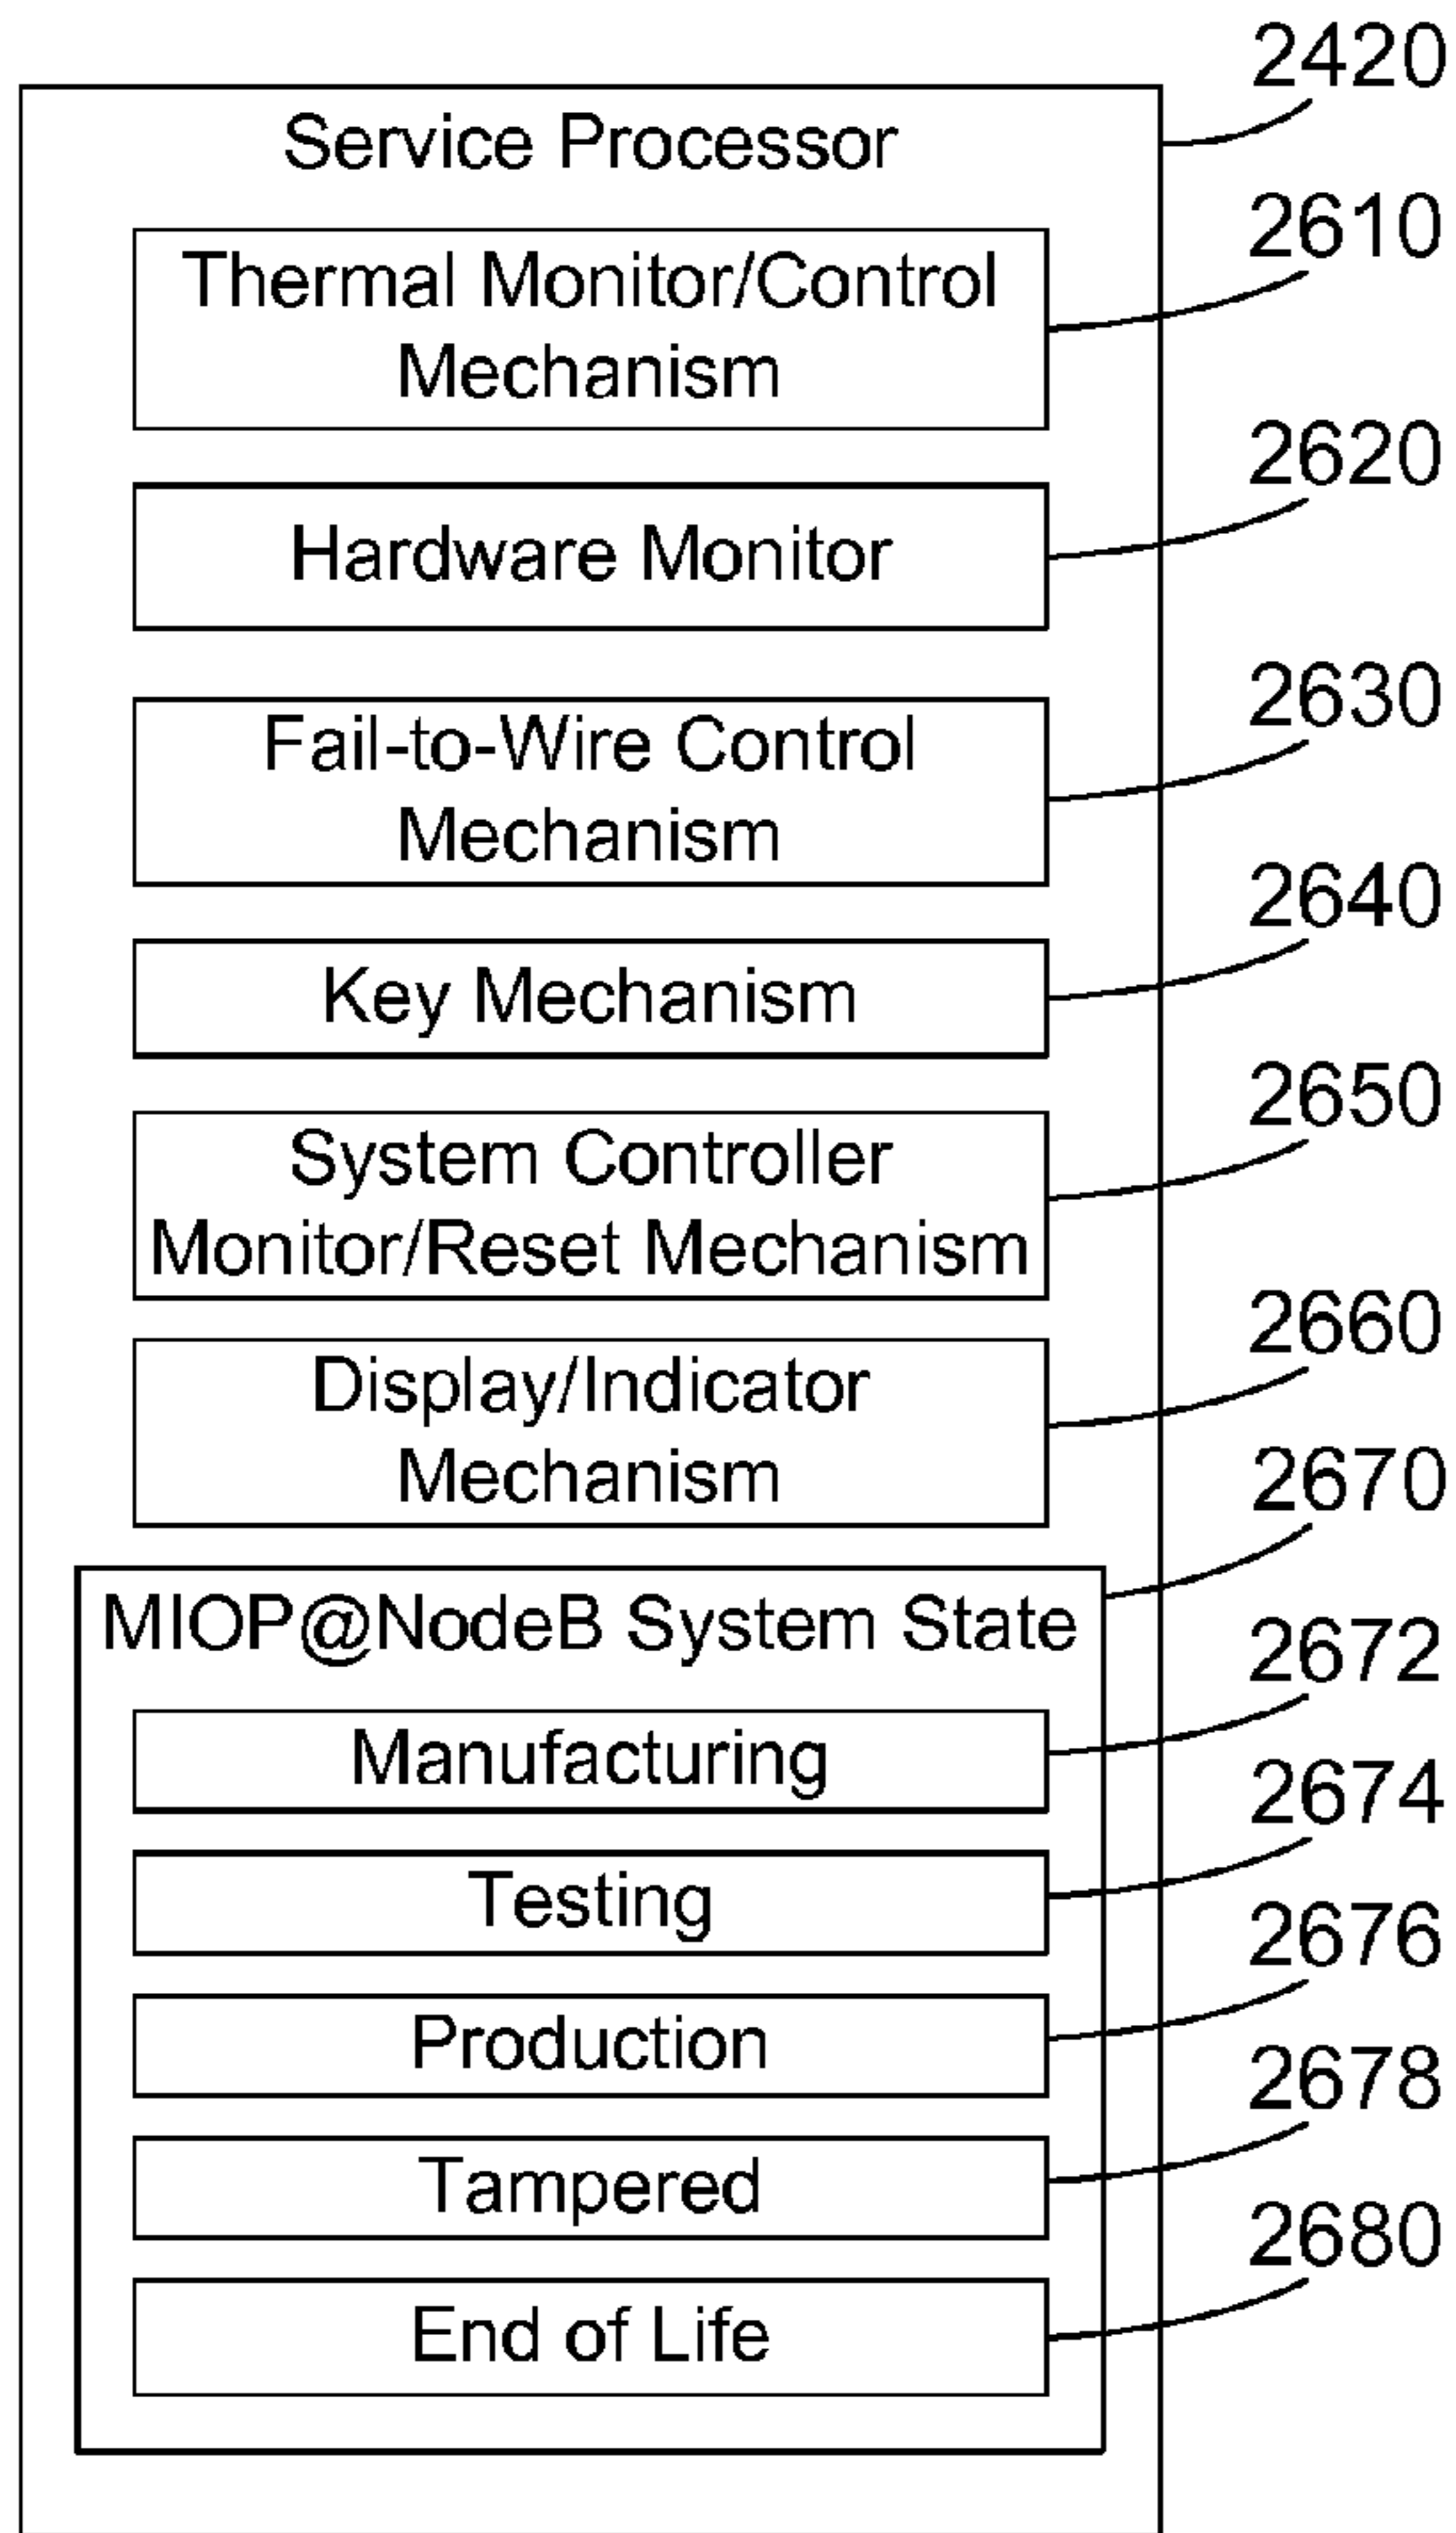 2420
Service Processor
2610
Thermal Monitor/Control
Mechanism
2620
Hardware Monitor
2630
Fail-to-Wire Control
Mechanism
2640
Key Mechanism
2650
System Controller
Monitor/Reset Mechanism
2660
Display/Indicator
Mechanism
2670
MIOP@NodeB System State
2672
Manufacturing
2674
Testing
2676
Production
2678
Tampered
2680
End of Life